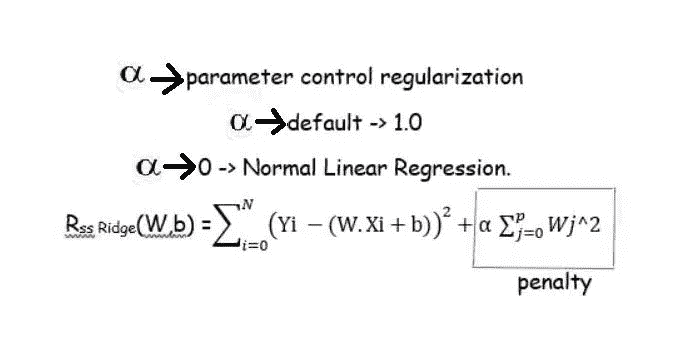 α → parameter control regularization
α → default -> 1.0
α → 0 -> Normal Linear Regression.
Rss Ridge(W,b) = ∑_{i=0}^{N} (Yi − (W.Xi + b))² + α ∑_{j=0}^{p} Wj^2
penalty